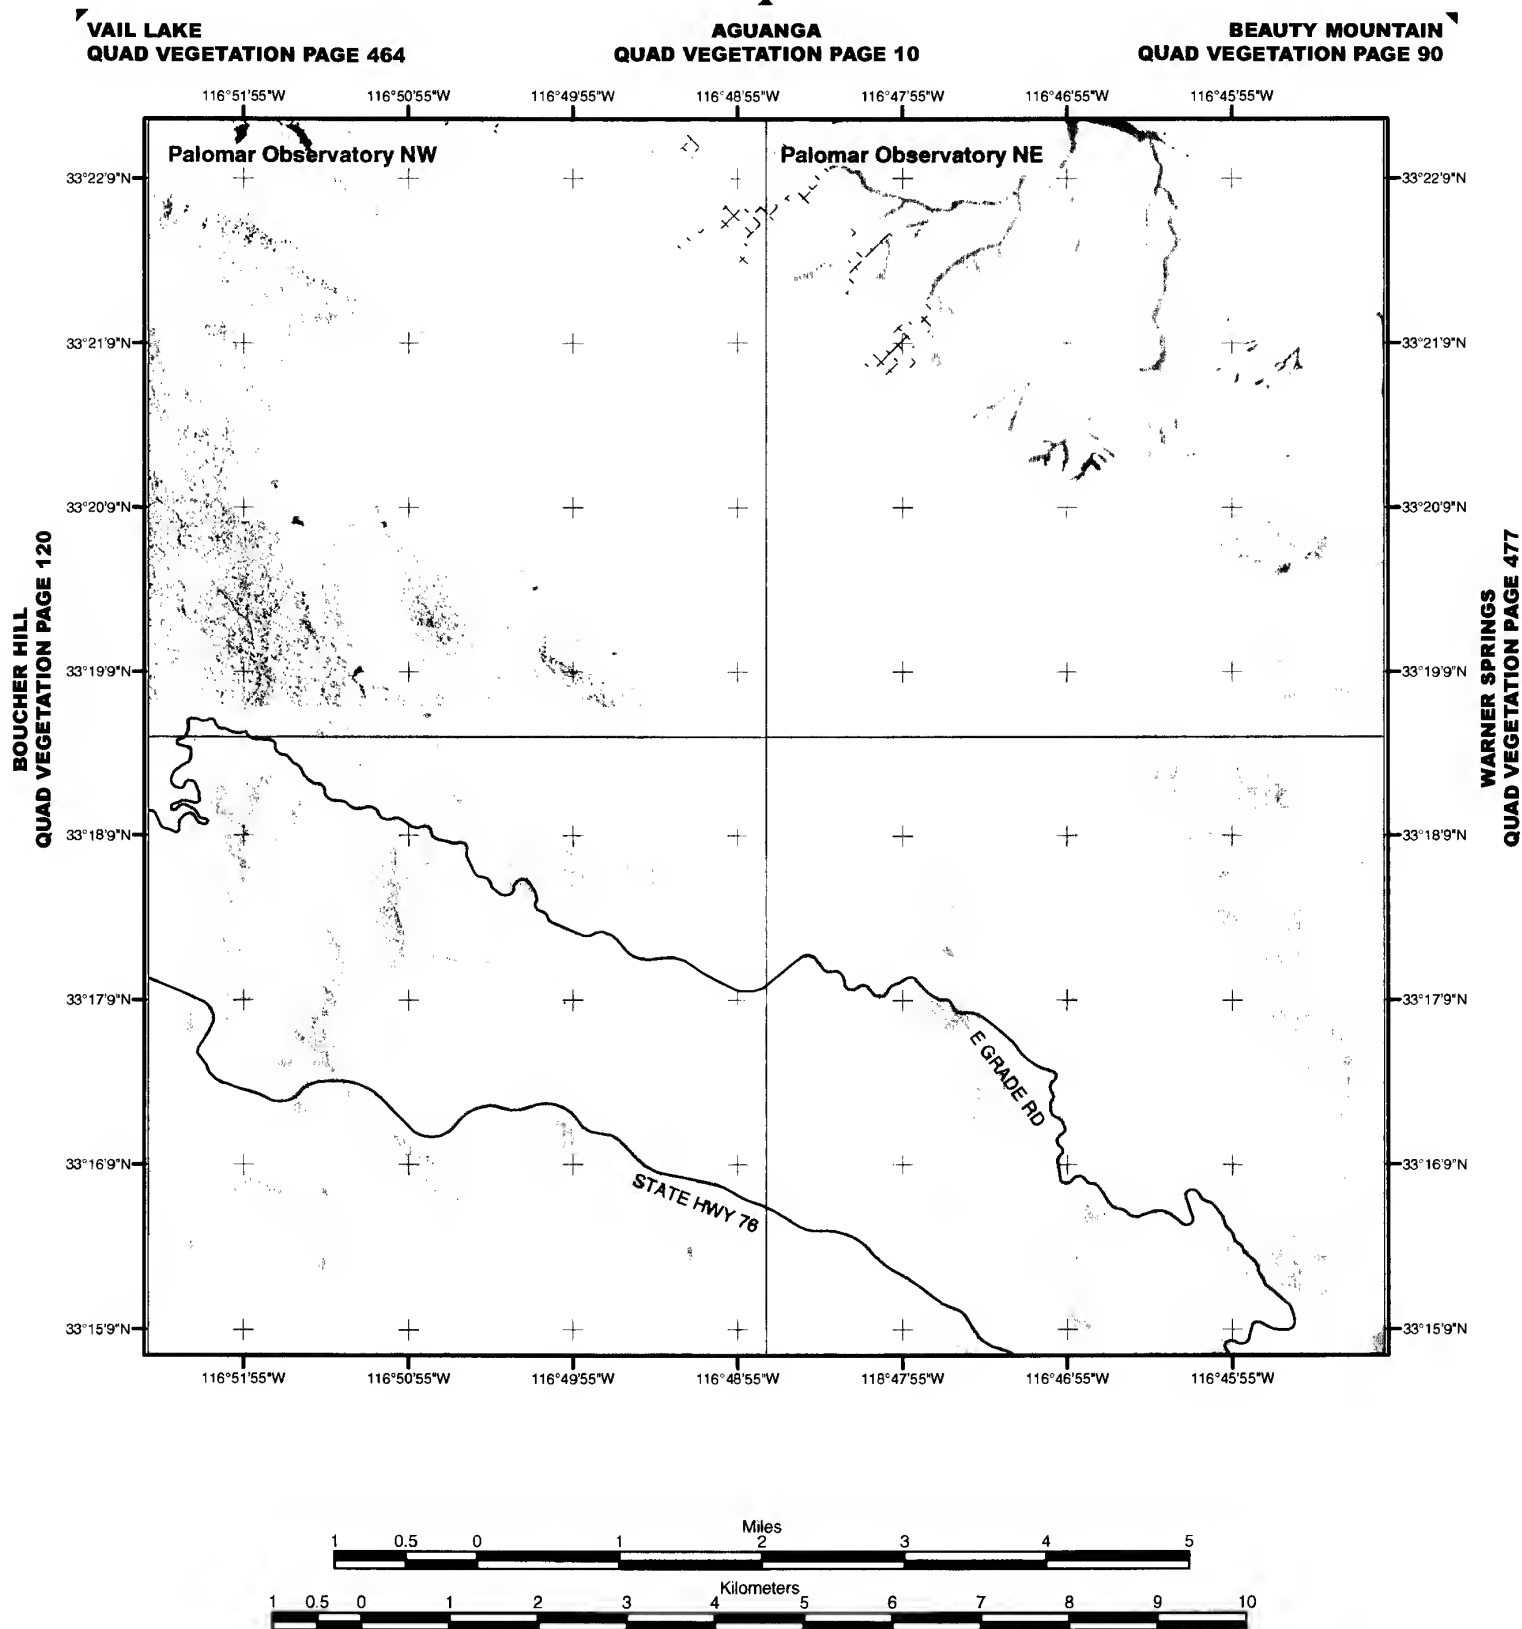 VAIL LAKE
QUAD VEGETATION PAGE 464
AGUANGA
QUAD VEGETATION PAGE 10
BEAUTY MOUNTAIN
QUAD VEGETATION PAGE 90
116°51'55"W 116°50'55"W 116°49'55"W 116°48'55"W 116°47'55"W 116°46'55"W 116°45'55"W
Palomar Observatory NW
Palomar Observatory NE
33°22'9"N 33°22'9"N
33°21'9"N 33°21'9"N
33°20'9"N 33°20'9"N
BOUCHER HILL
QUAD VEGETATION PAGE 120
WARNER SPRINGS
QUAD VEGETATION PAGE 477
33°19'9"N 33°19'9"N
33°18'9"N 33°18'9"N
33°17'9"N 33°17'9"N
E GRADE RD
33°16'9"N 33°16'9"N
STATE HWY 76
33°15'9"N 33°15'9"N
116°51'55"W 116°50'55"W 116°49'55"W 116°48'55"W 118°47'55"W 116°46'55"W 116°45'55"W
Miles
1 0.5 0 1 2 3 4 5
Kilometers
1 0.5 0 1 2 3 4 5 6 7 8 9 10